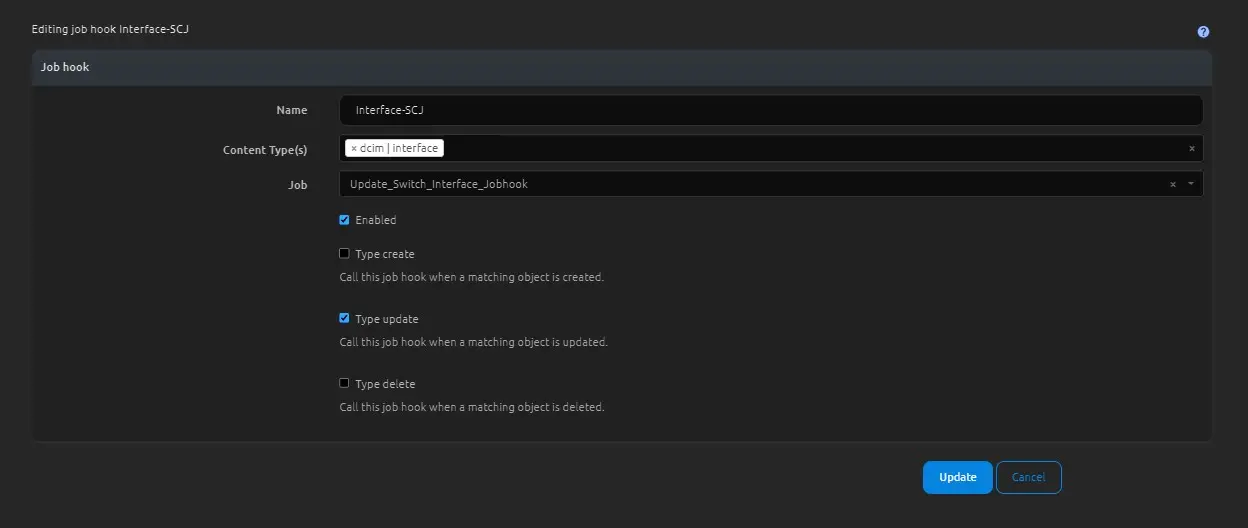 Editing job hook Interface-SCJ
?
Job hook
Name Interface-SCJ
Content Type(s) × dcim | interface ×
Job Update_Switch_Interface_Jobhook ×
Enabled
Type create
Call this job hook when a matching object is created.
Type update
Call this job hook when a matching object is updated.
Type delete
Call this job hook when a matching object is deleted.
Update Cancel